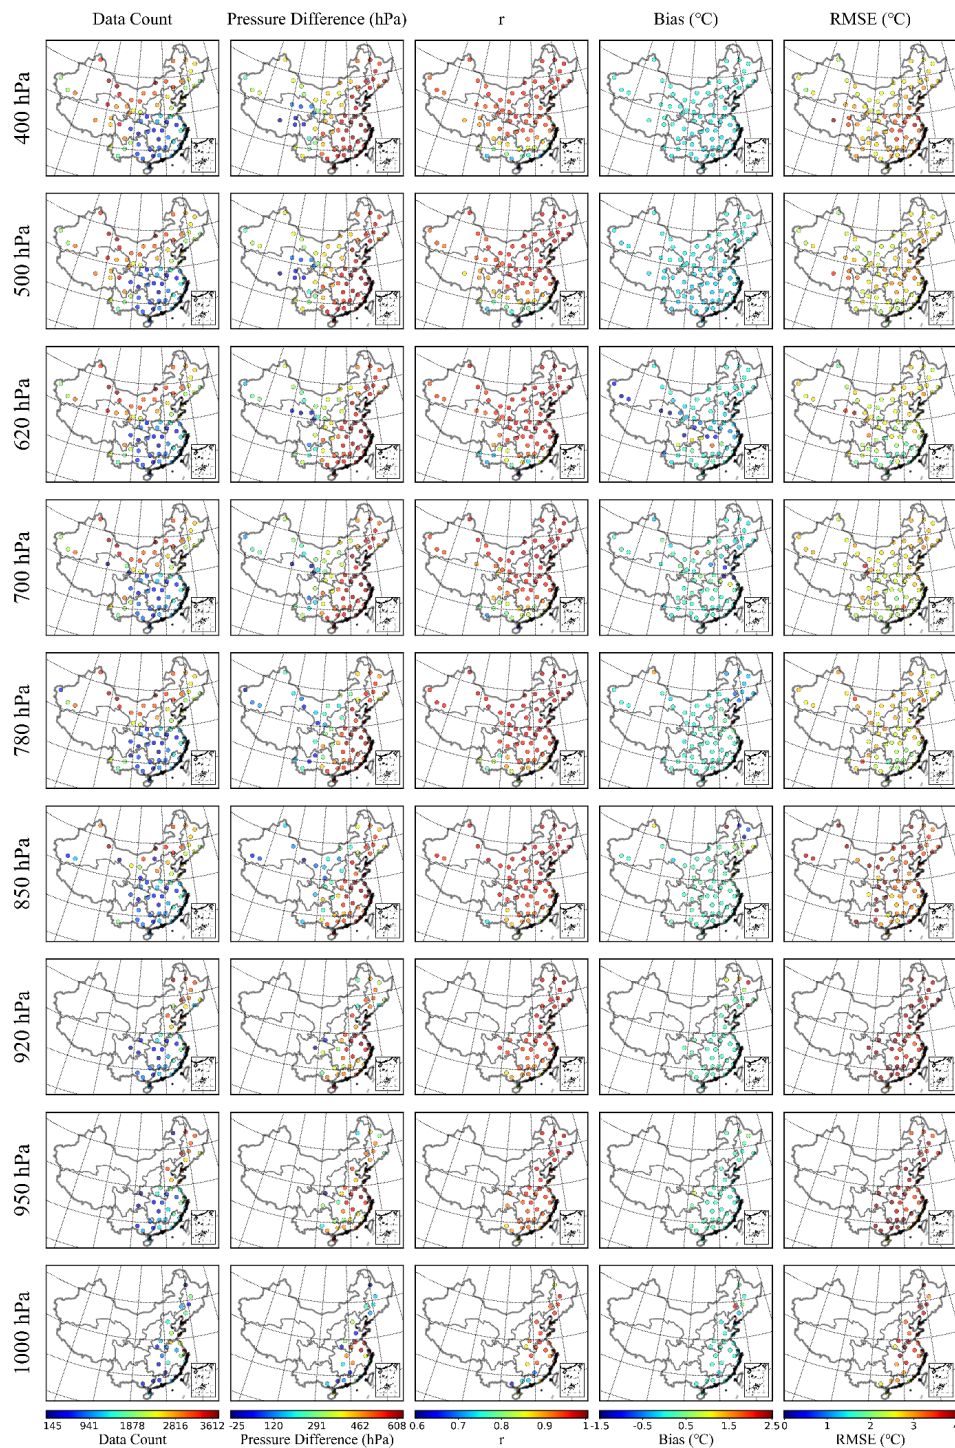 Data Count Pressure Difference (hPa) r Bias (℃) RMSE (℃)
400 hPa
500 hPa
620 hPa
700 hPa
780 hPa
850 hPa
920 hPa
950 hPa
1000 hPa
145 941 1878 2816 3612 -25 120 291 462 608 0.6 0.7 0.8 0.9 1 -1.5 -0.5 0.5 1.5 2.5 0 1 2 3 4
Data Count Pressure Difference (hPa) r Bias (℃) RMSE (℃)